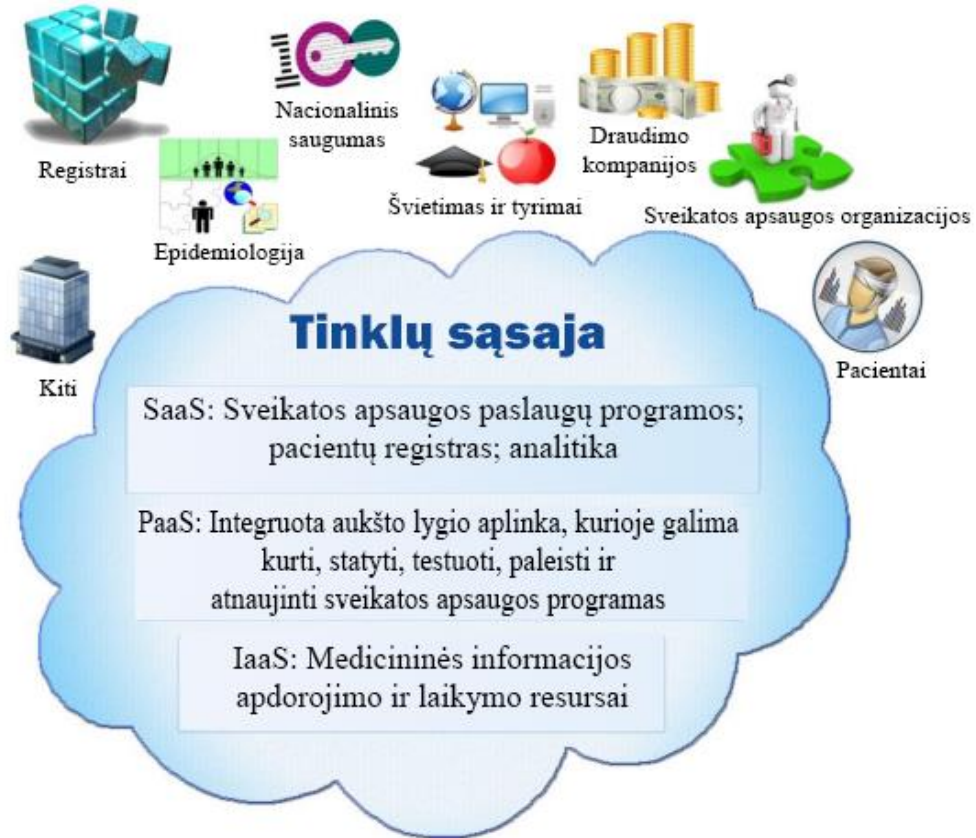 Registrai
Epidemiologija
Nacionalinis
saugumas
Švietimas ir tyrimai
Draudimo
kompanijos
Sveikatos apsaugos organizacijos
Kiti
Pacientai
Tinklų sąsaja
SaaS: Sveikatos apsaugos paslaugų programos;
pacientų registras; analitika
PaaS: Integruota aukšto lygio aplinka, kurioje galima
kurti, statyti, testuoti, paleisti ir
atnaujinti sveikatos apsaugos programas
IaaS: Medicininės informacijos
apdorojimo ir laikymo resursai